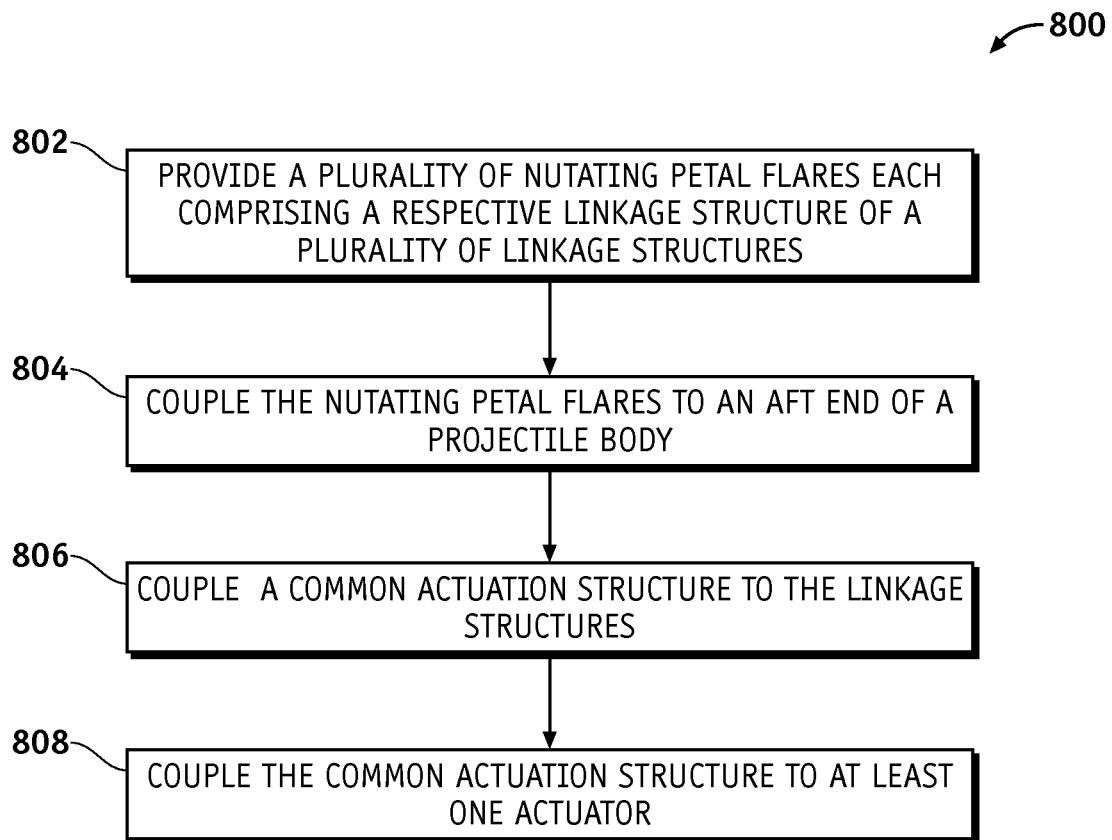 800
802
PROVIDE A PLURALITY OF NUTATING PETAL FLARES EACH
COMPRISING A RESPECTIVE LINKAGE STRUCTURE OF A
PLURALITY OF LINKAGE STRUCTURES
804
COUPLE THE NUTATING PETAL FLARES TO AN AFT END OF A
PROJECTILE BODY
806
COUPLE A COMMON ACTUATION STRUCTURE TO THE LINKAGE
STRUCTURES
808
COUPLE THE COMMON ACTUATION STRUCTURE TO AT LEAST
ONE ACTUATOR